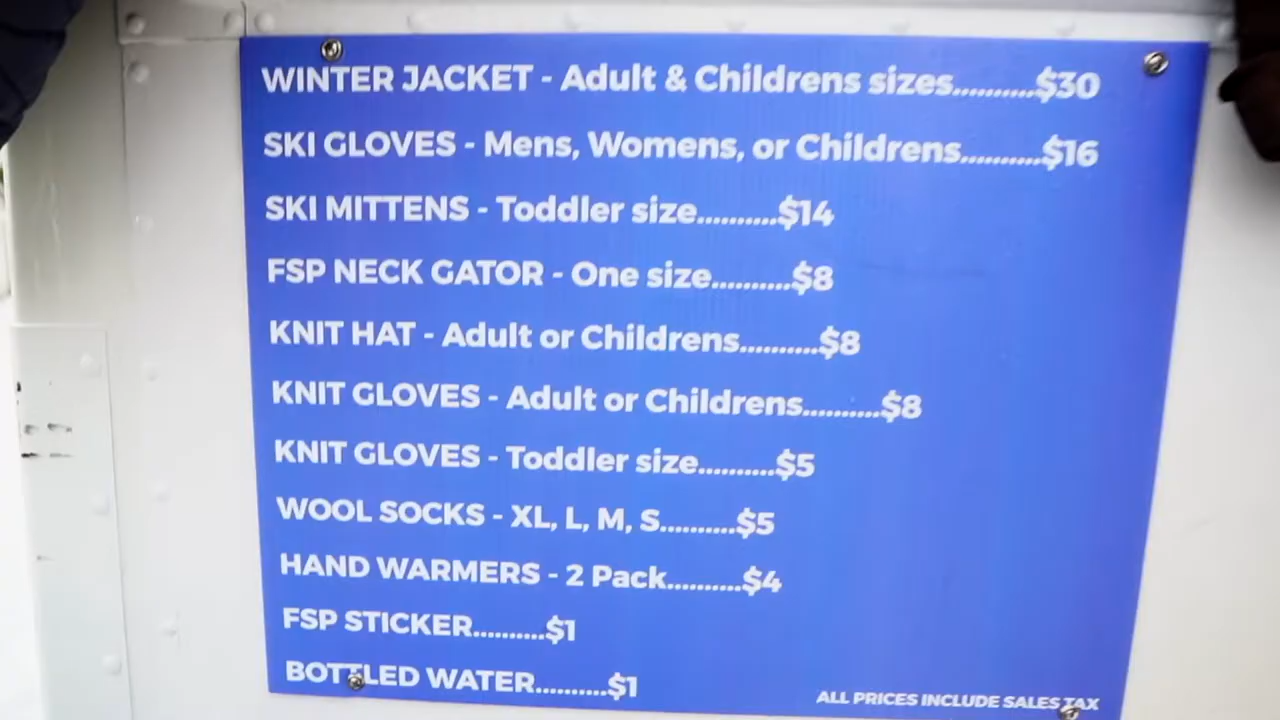 WINTER JACKET - Adult & Childrens sizes..........$30
SKI GLOVES - Mens, Womens, or Childrens..........$16
SKI MITTENS - Toddler size..........$14
FSP NECK GATOR - One size..........$8
KNIT HAT - Adult or Childrens..........$8
KNIT GLOVES - Adult or Childrens..........$8
KNIT GLOVES - Toddler size..........$5
WOOL SOCKS - XL, L, M, S..........$5
HAND WARMERS - 2 Pack..........$4
FSP STICKER..........$1
BOTTLED WATER..........$1
ALL PRICES INCLUDE SALES TAX